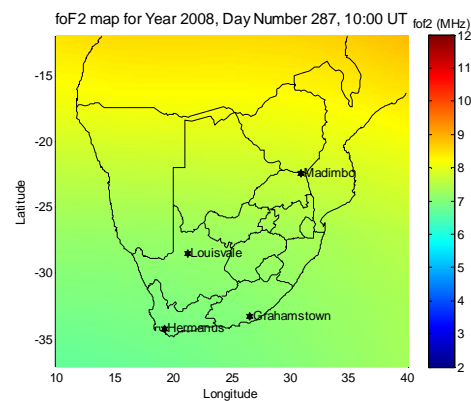 foF2 map for Year 2008, Day Number 287, 10:00 UT
fof2 (MHz)
12
11
10
9
8
7
6
5
4
3
2
-15
-20
-25
-30
-35
Latitude
Madimbo
Louisvale
Grahamstown
Hermanus
10
15
20
25
30
35
40
Longitude